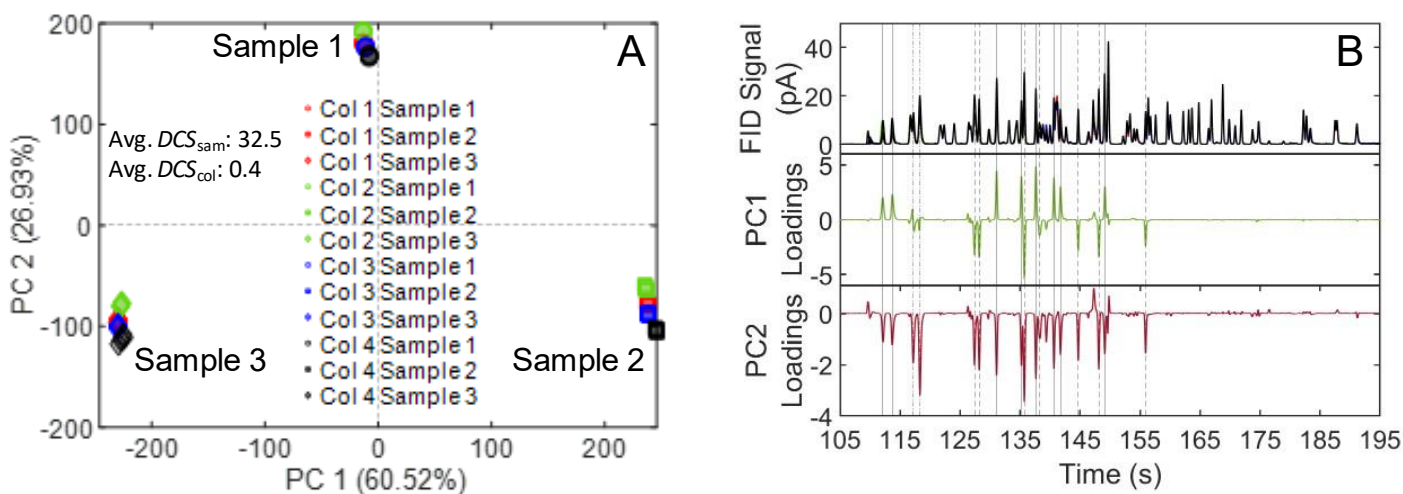 A
Sample 1
Avg. DCSsam: 32.5
Avg. DCScol: 0.4
Col 1 Sample 1
Col 1 Sample 2
Col 1 Sample 3
Col 2 Sample 1
Col 2 Sample 2
Col 2 Sample 3
Col 3 Sample 1
Col 3 Sample 2
Col 3 Sample 3
Col 4 Sample 1
Col 4 Sample 2
Col 4 Sample 3
Sample 3
Sample 2
PC 2 (26.93%)
200
100
0
-100
-200
-200
-100
0
100
200
PC 1 (60.52%)
B
FID Signal
(pA)
40
20
0
PC1
Loadings
5
0
-5
PC2
Loadings
0
-2
-4
105
115
125
135
145
155
165
175
185
195
Time (s)